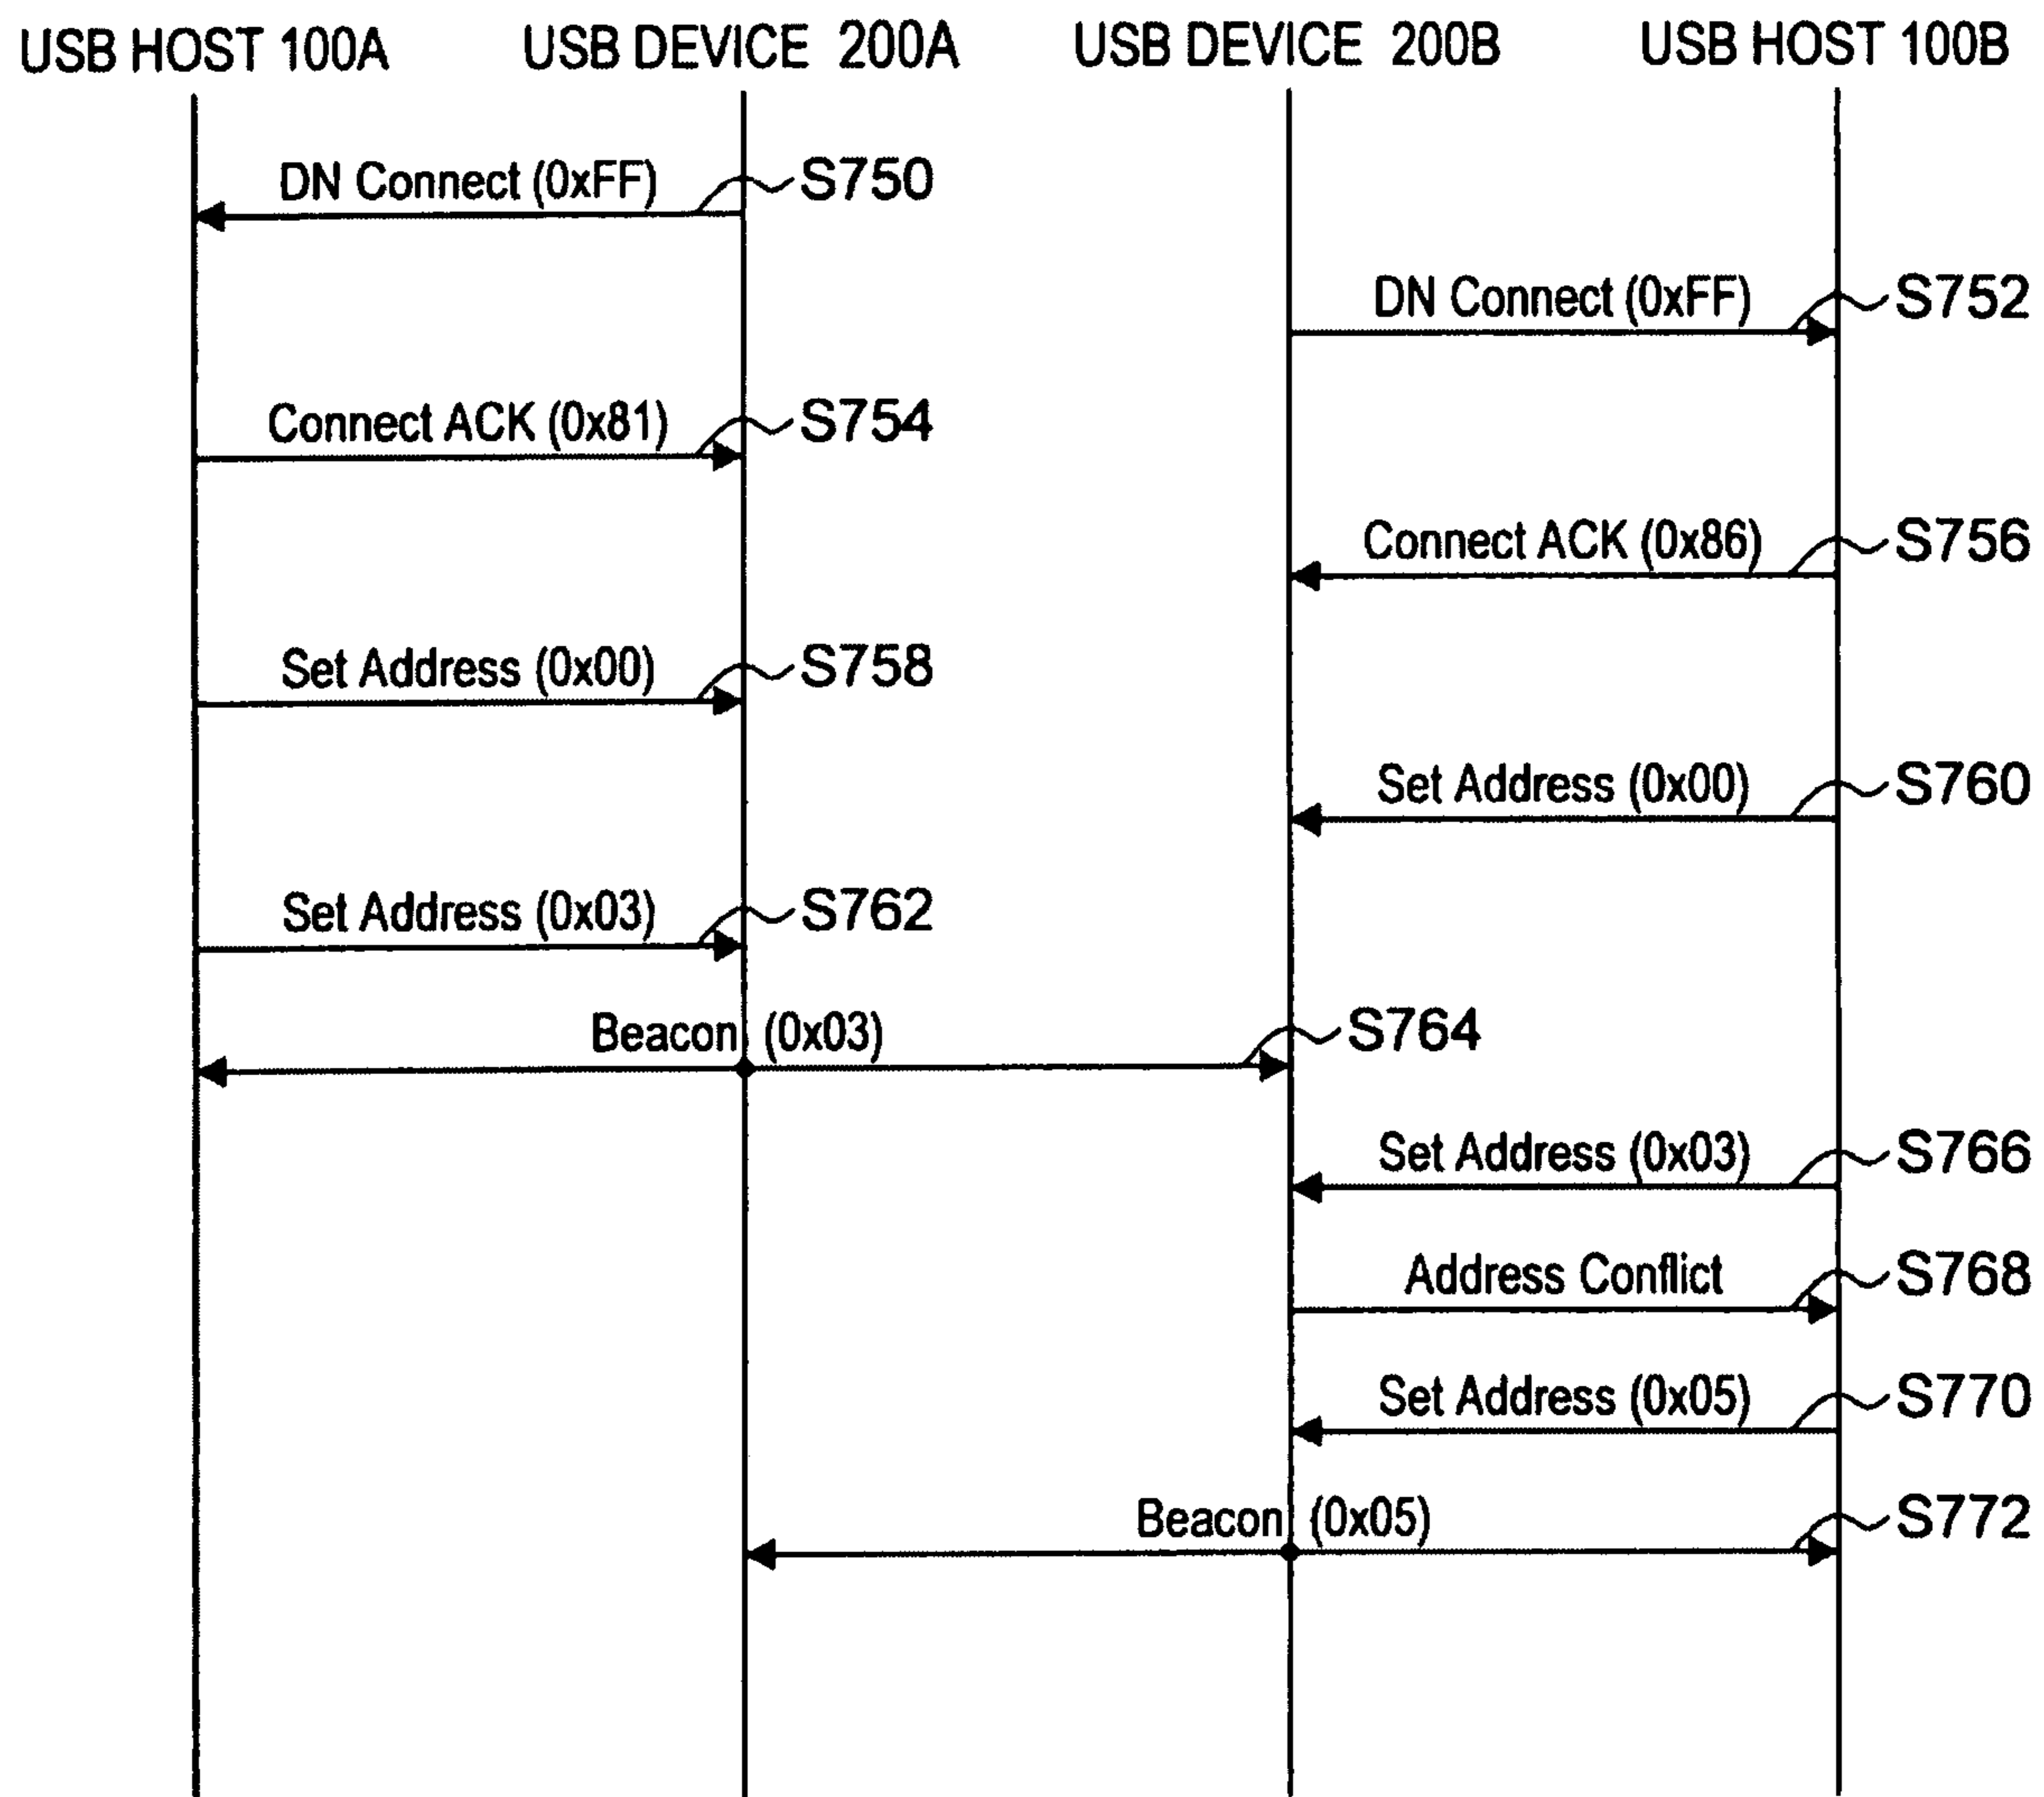 USB HOST 100A USB DEVICE 200A USB DEVICE 200B USB HOST 100B
DN Connect (0xFF) S750
DN Connect (0xFF) S752
Connect ACK (0x81) S754
Connect ACK (0x86) S756
Set Address (0x00) S758
Set Address (0x00) S760
Set Address (0x03) S762
Beacon (0x03) S764
Set Address (0x03) S766
Address Conflict S768
Set Address (0x05) S770
Beacon (0x05) S772